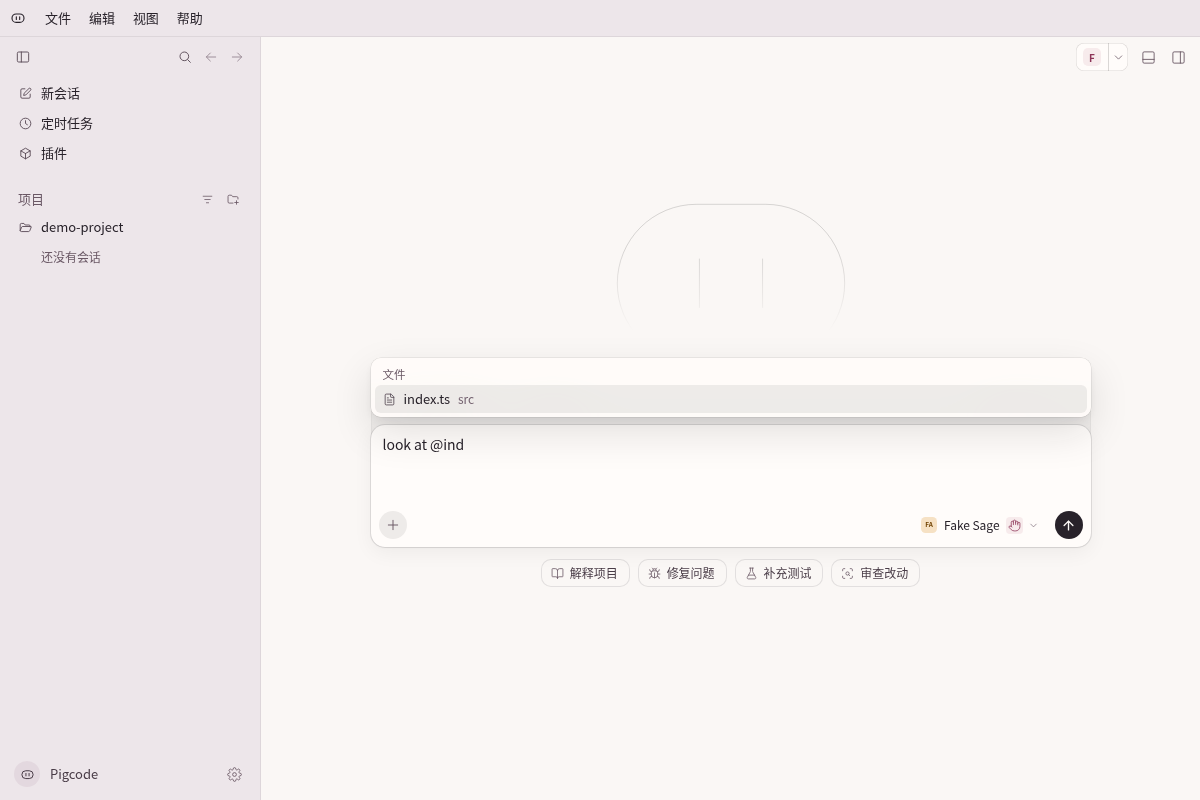 文件 编辑 视图 帮助
新会话
定时任务
插件
项目
demo-project
还没有会话
F
文件
index.ts src
look at @ind
FA Fake Sage
解释项目 修复问题 补充测试 审查改动
Pigcode